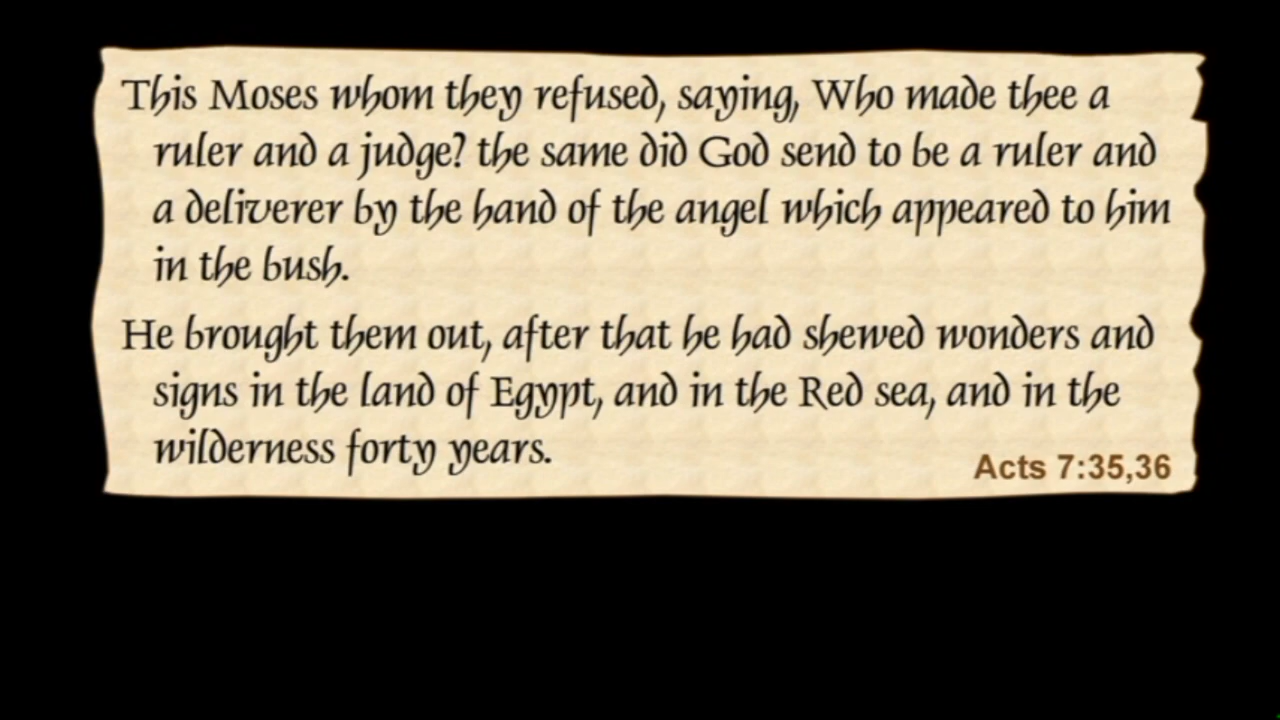 This Moses whom they refused, saying, Who made thee a
ruler and a judge? the same did God send to be a ruler and
a deliverer by the hand of the angel which appeared to him
in the bush.
He brought them out, after that he had shewed wonders and
signs in the land of Egypt, and in the Red sea, and in the
wilderness forty years.
Acts 7:35,36